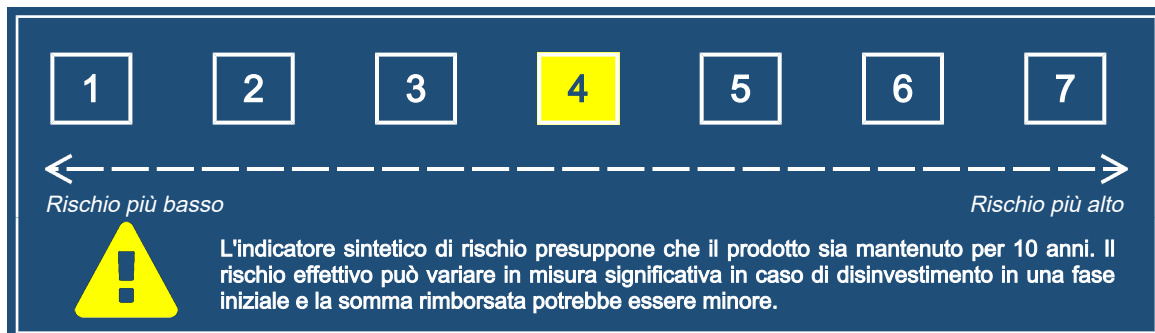 1 2 3 4 5 6 7
Rischio più basso Rischio più alto
L'indicatore sintetico di rischio presuppone che il prodotto sia mantenuto per 10 anni. Il
rischio effettivo può variare in misura significativa in caso di disinvestimento in una fase
iniziale e la somma rimborsata potrebbe essere minore.